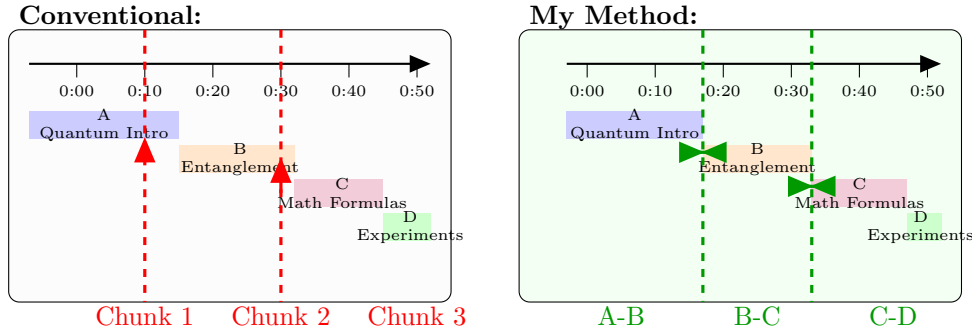 Conventional:
0:00 0:10 0:20 0:30 0:40 0:50
A
Quantum Intro
B
Entanglement
C
Math Formulas
D
Experiments
Chunk 1 Chunk 2 Chunk 3
My Method:
0:00 0:10 0:20 0:30 0:40 0:50
A
Quantum Intro
B
Entanglement
C
Math Formulas
D
Experiments
A-B B-C C-D